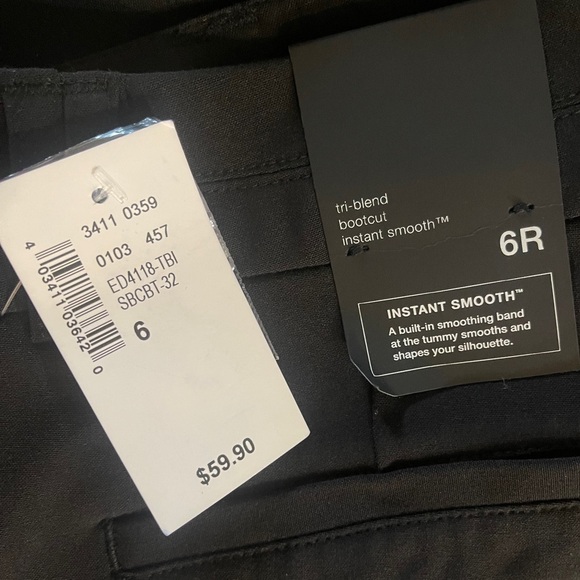 3411 0359
0103 457
ED4118-TBI
SBCBT-32
6
4 03411 03642 0
$59.90
tri-blend
bootcut
instant smooth™
6R
INSTANT SMOOTH™
A built-in smoothing band
at the tummy smooths and
shapes your silhouette.